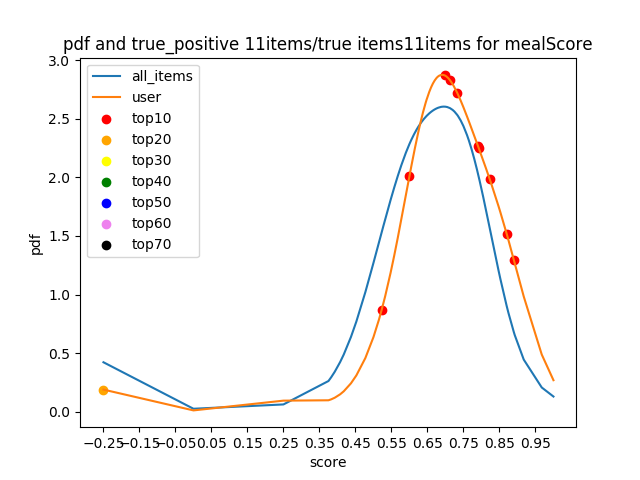 pdf and true_positive 11items/true items11items for mealScore
all_items
user
top10
top20
top30
top40
top50
top60
top70
3.0
2.5
2.0
1.5
1.0
0.5
0.0
pdf
−0.25 −0.15 −0.05 0.05 0.15 0.25 0.35 0.45 0.55 0.65 0.75 0.85 0.95
score